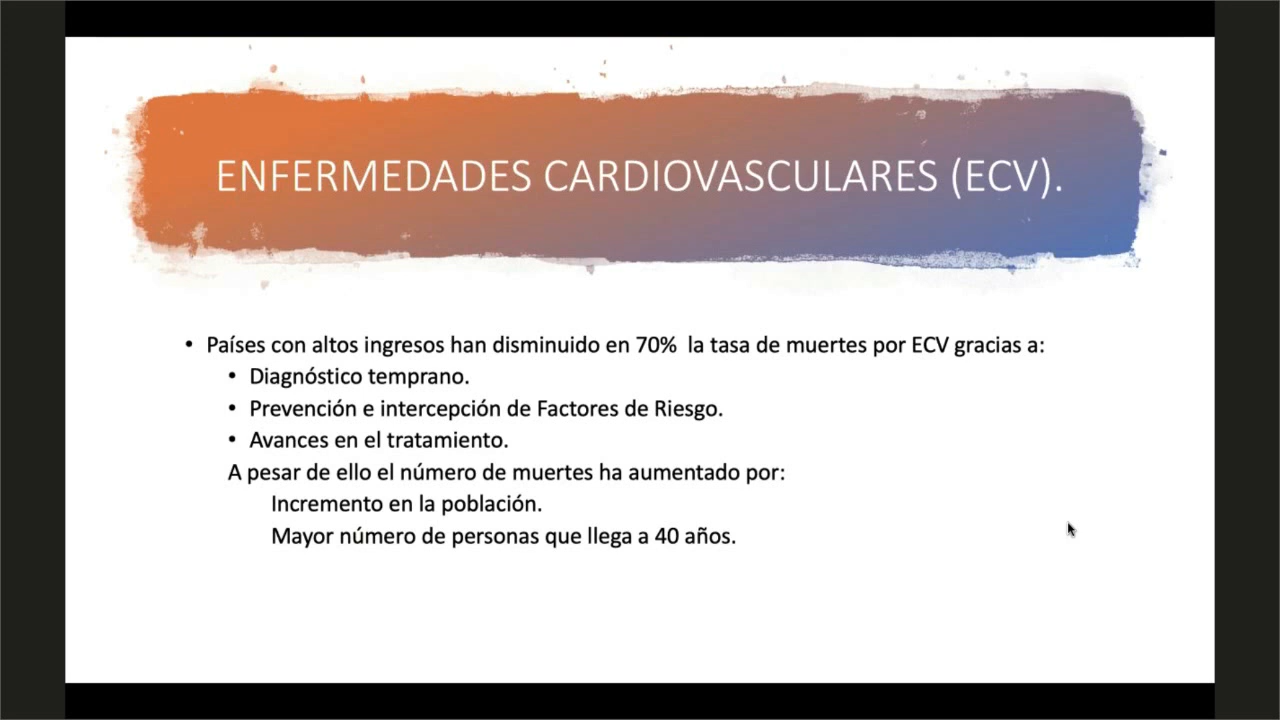 ENFERMEDADES CARDIOVASCULARES (ECV).
• Países con altos ingresos han disminuido en 70% la tasa de muertes por ECV gracias a:
• Diagnóstico temprano.
• Prevención e intercepción de Factores de Riesgo.
• Avances en el tratamiento.
A pesar de ello el número de muertes ha aumentado por:
Incremento en la población.
Mayor número de personas que llega a 40 años.